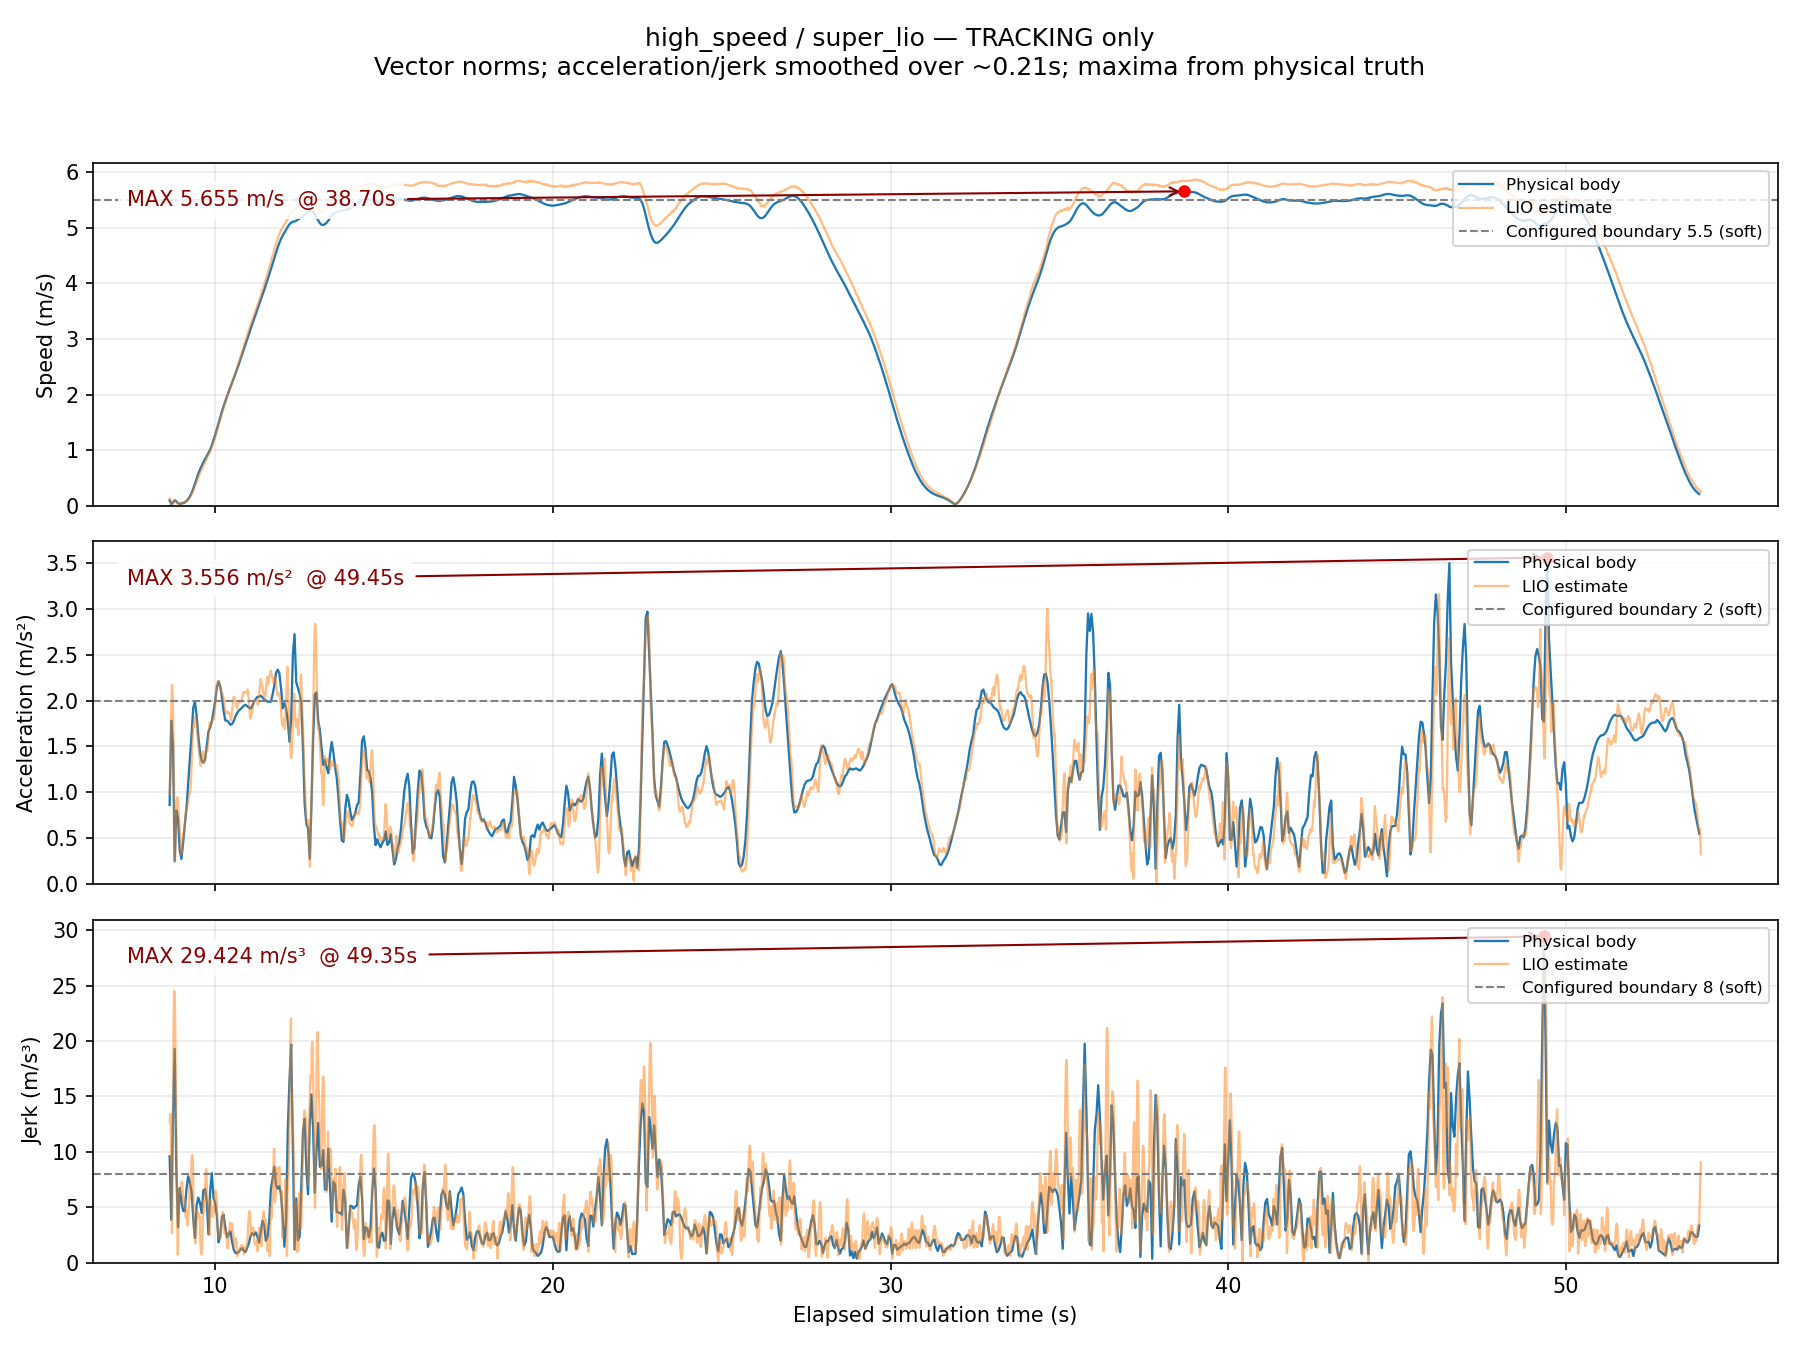 high_speed / super_lio — TRACKING only
Vector norms; acceleration/jerk smoothed over ~0.21s; maxima from physical truth
Speed (m/s)
6
5
4
3
2
1
0
MAX 5.655 m/s  @ 38.70s
Physical body
LIO estimate
Configured boundary 5.5 (soft)
Acceleration (m/s²)
3.5
3.0
2.5
2.0
1.5
1.0
0.5
0.0
MAX 3.556 m/s²  @ 49.45s
Physical body
LIO estimate
Configured boundary 2 (soft)
Jerk (m/s³)
30
25
20
15
10
5
0
MAX 29.424 m/s³  @ 49.35s
Physical body
LIO estimate
Configured boundary 8 (soft)
10 20 30 40 50
Elapsed simulation time (s)